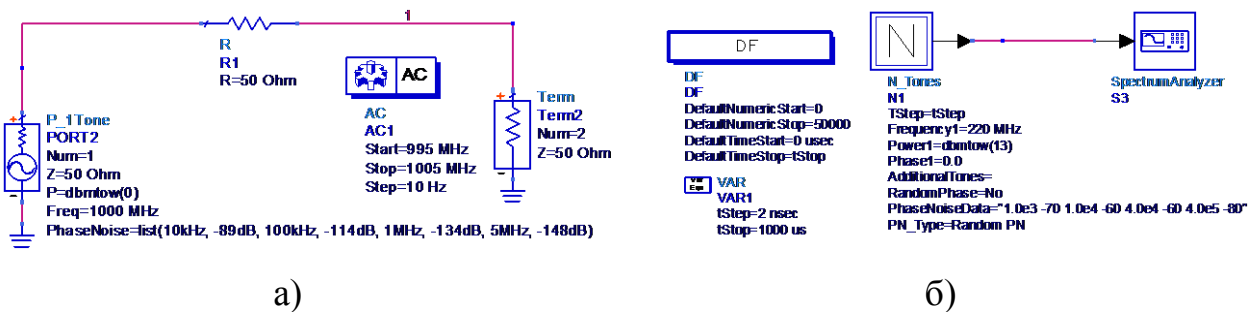 1
R
R1
R=50 Ohm
AC
AC
AC1
Start=995 MHz
Stop=1005 MHz
Step=10 Hz
Term
Term2
Num=2
Z=50 Ohm
P_1Tone
PORT2
Num=1
Z=50 Ohm
P=dbmtow(0)
Freq=1000 MHz
PhaseNoise=list(10kHz, -89dB, 100kHz, -114dB, 1MHz, -134dB, 5MHz, -148dB)
а)
DF
DF
DF
DefaultNumericStart=0
DefaultNumericStop=50000
DefaultTimeStart=0 usec
DefaultTimeStop=tStop
Var
Eqn
VAR
VAR1
tStep=2 nsec
tStop=1000 us
N
N_Tones
N1
TStep=tStep
Frequency1=220 MHz
Power1=dbmtow(13)
Phase1=0.0
AdditionalTones=
RandomPhase=No
PhaseNoiseData="1.0e3 -70 1.0e4 -60 4.0e4 -60 4.0e5 -80"
PN_Type=Random PN
SpectrumAnalyzer
S3
б)